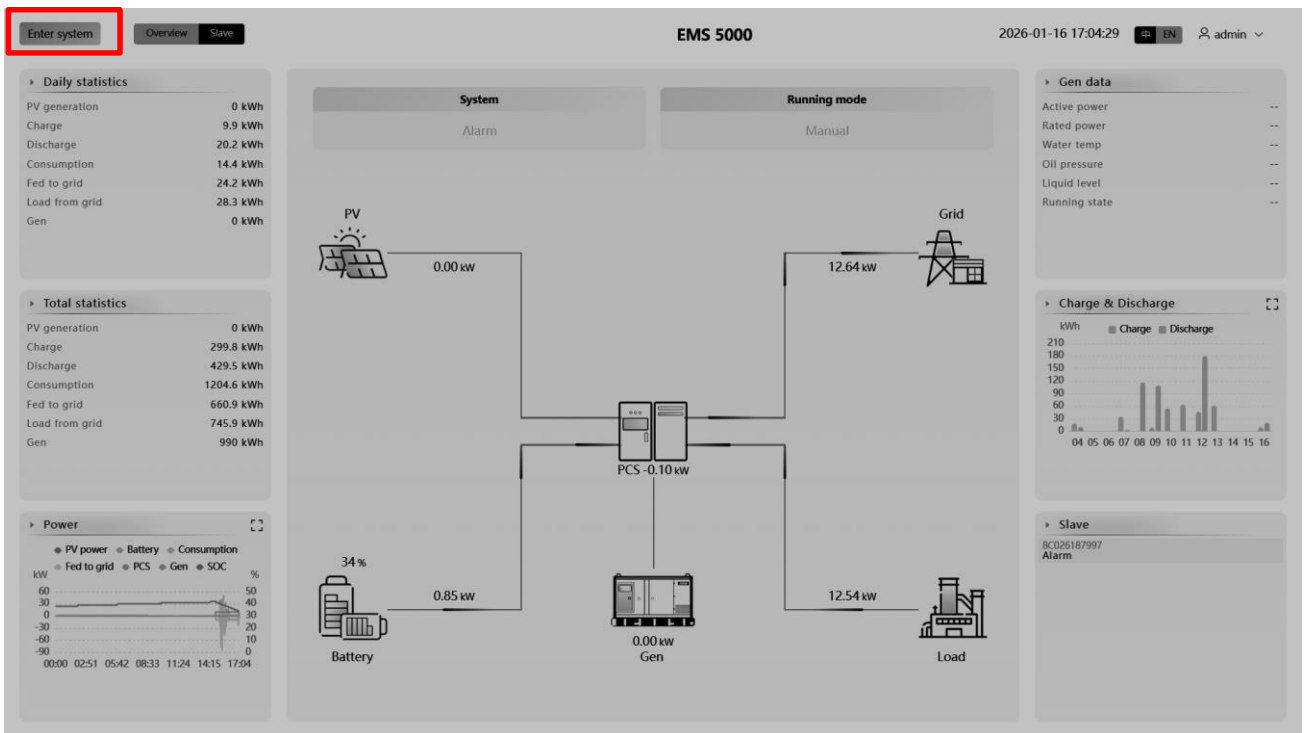 Enter system Overview Slave EMS 5000 2026-01-16 17:04:29 中 EN admin
Daily statistics
PV generation 0 kWh
Charge 9.9 kWh
Discharge 20.2 kWh
Consumption 14.4 kWh
Fed to grid 24.2 kWh
Load from grid 28.3 kWh
Gen 0 kWh
Total statistics
PV generation 0 kWh
Charge 299.8 kWh
Discharge 429.5 kWh
Consumption 1204.6 kWh
Fed to grid 660.9 kWh
Load from grid 745.9 kWh
Gen 990 kWh
Power
PV power Battery Consumption
Fed to grid PCS Gen SOC
kW %
60 50
30 40
0 30
-30 20
-60 10
-90 0
00:00 02:51 05:42 08:33 11:24 14:15 17:04
System Running mode
Alarm Manual
PV Grid
0.00 kW 12.64 kW
PCS -0.10 kW
34 %
0.85 kW 12.54 kW
Battery
0.00 kW
Gen
Load
Gen data
Active power --
Rated power --
Water temp --
Oil pressure --
Liquid level --
Running state --
Charge & Discharge
kWh Charge Discharge
210
180
150
120
90
60
30
0
04 05 06 07 08 09 10 11 12 13 14 15 16
Slave
8C026187997
Alarm